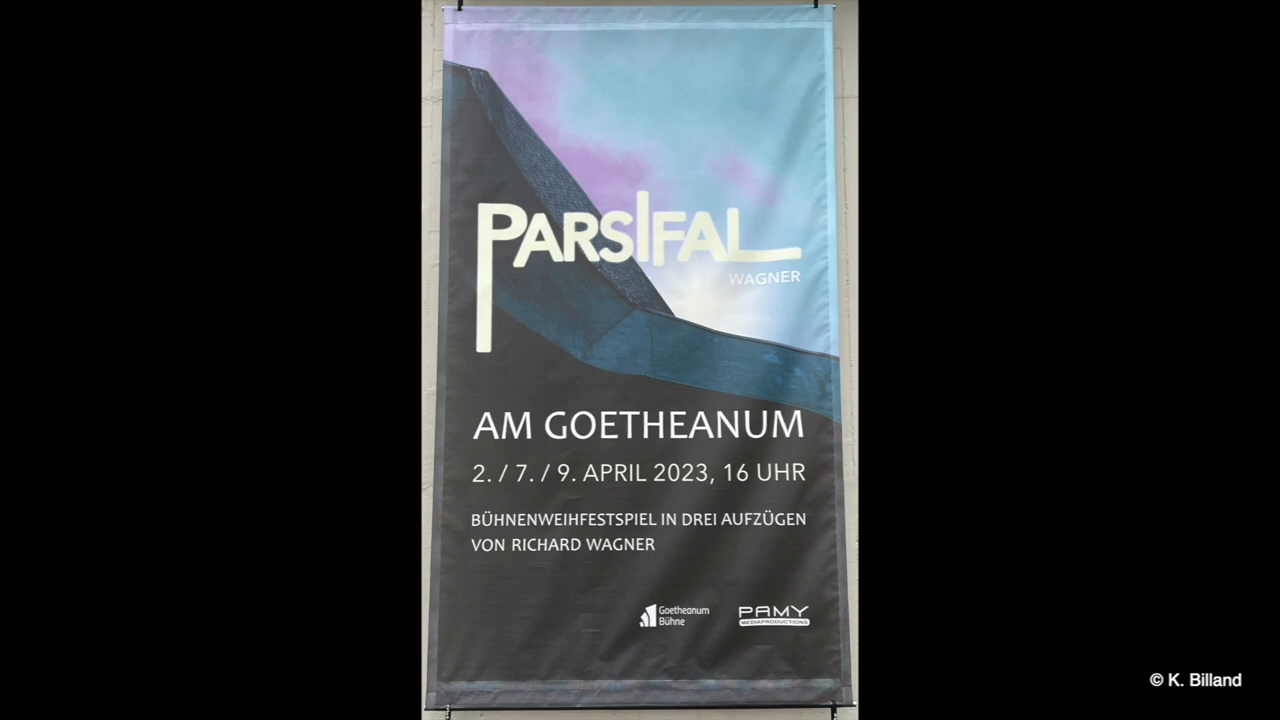 PARSIFAL
WAGNER
AM GOETHEANUM
2. / 7. / 9. APRIL 2023, 16 UHR
BÜHNENWEIHFESTSPIEL IN DREI AUFZÜGEN
VON RICHARD WAGNER
Goetheanum
Bühne
PAMY
MEDIAPRODUCTIONS
© K. Billand